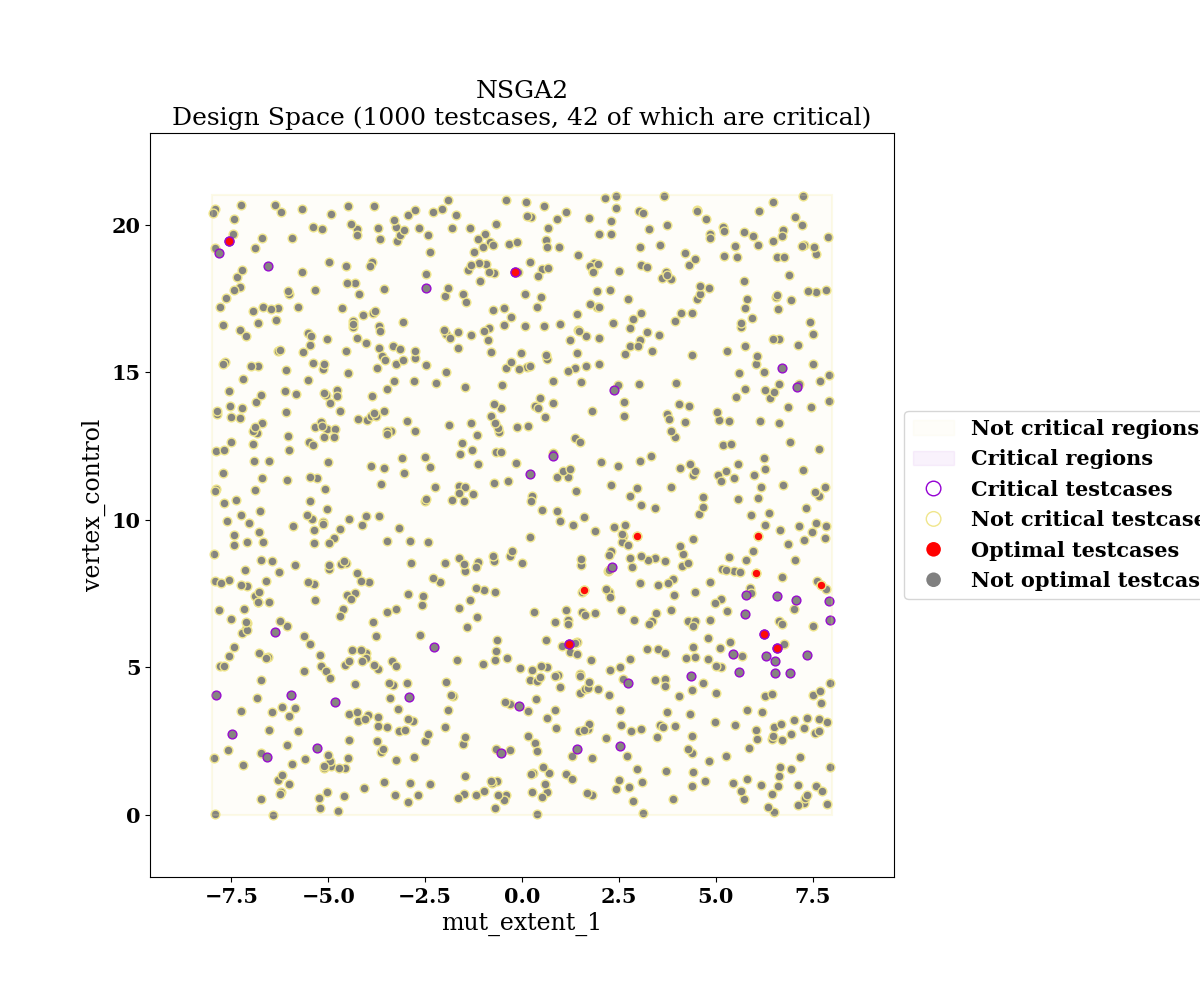 NSGA2
Design Space (1000 testcases, 42 of which are critical)
20
15
10
5
0
vertex_control
−7.5 −5.0 −2.5 0.0 2.5 5.0 7.5
mut_extent_1
Not critical regions
Critical regions
Critical testcases
Not critical testcase
Optimal testcases
Not optimal testcas